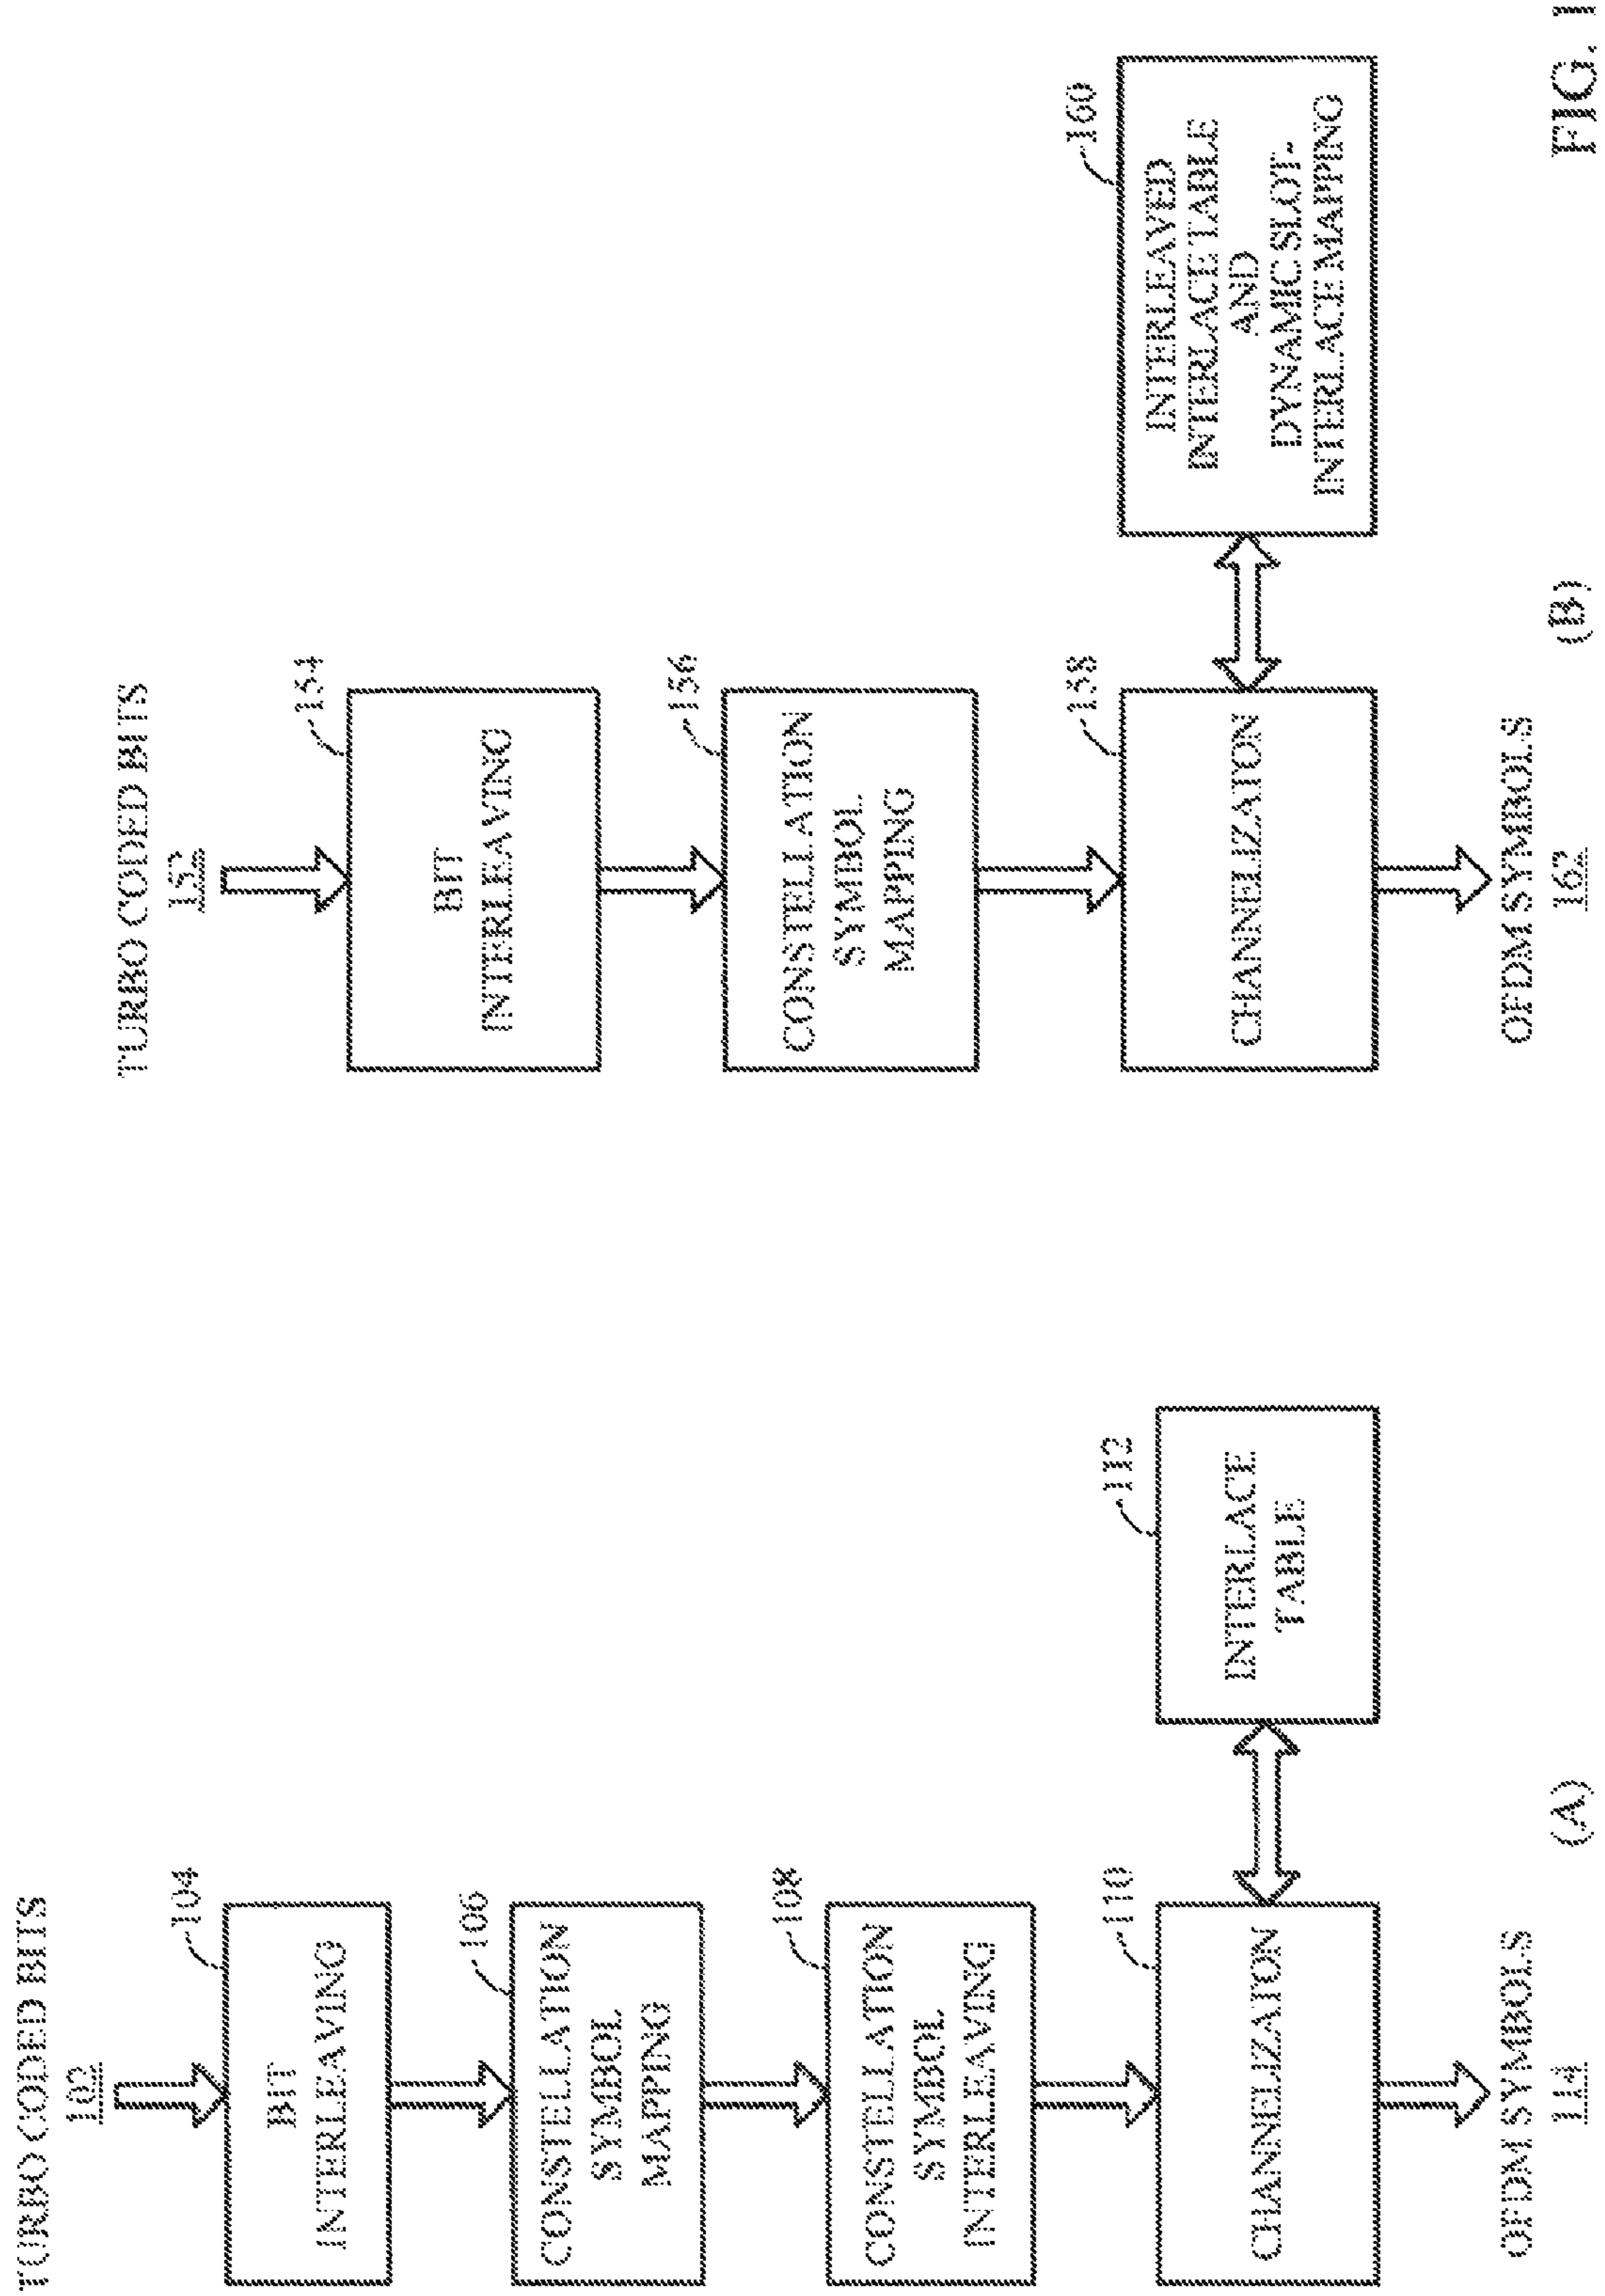 TURBO CODED BITS
102
104
BIT
INTERLEAVING
106
CONSTELLATION
SYMBOL
MAPPING
108
CONSTELLATION
SYMBOL
INTERLEAVING
110
CHANNELIZATON
112
INTERLACE
TABLE
OFDM SYMBOLS
114
(A)
TURBO CODED BITS
152
154
BIT
INTERLEAVING
156
CONSTELLATION
SYMBOL
MAPPING
158
CHANNELIZATON
160
INTERLEAVED
INTERLACE TABLE
AND
DYNAMIC SLOT-
INTERLACE MAPPING
OFDM SYMBOLS
162
(B)
FIG. 1